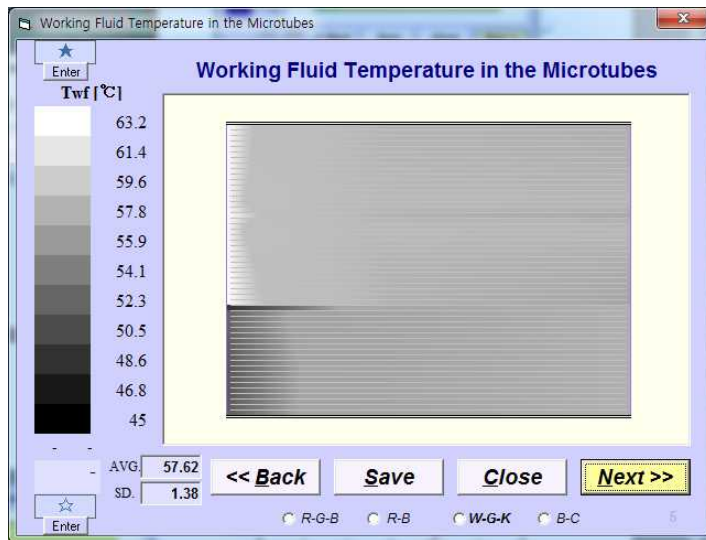 Working Fluid Temperature in the Microtubes
x
★
Enter
Working Fluid Temperature in the Microtubes
Twf [℃]
63.2
61.4
59.6
57.8
55.9
54.1
52.3
50.5
48.6
46.8
45
- -
-
AVG. 57.62
SD. 1.38
<< Back Save Close Next >>
☆
Enter
R-G-B R-B W-G-K B-C 5